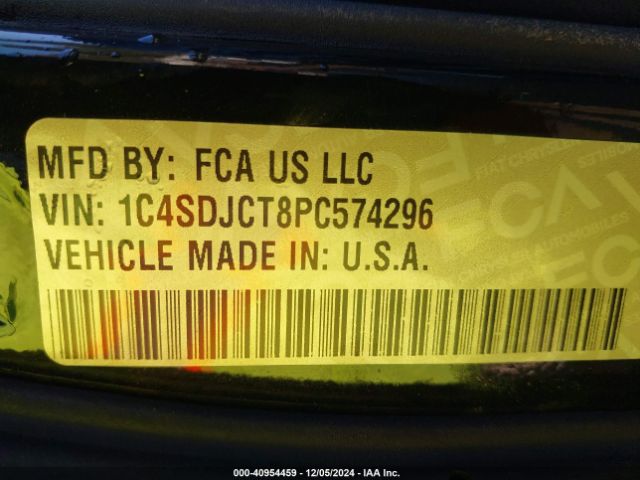 MFD BY: FCA US LLC
VIN: 1C4SDJCT8PC574296
VEHICLE MADE IN: U.S.A.
000-40954459 - 12/05/2024 - IAA Inc.